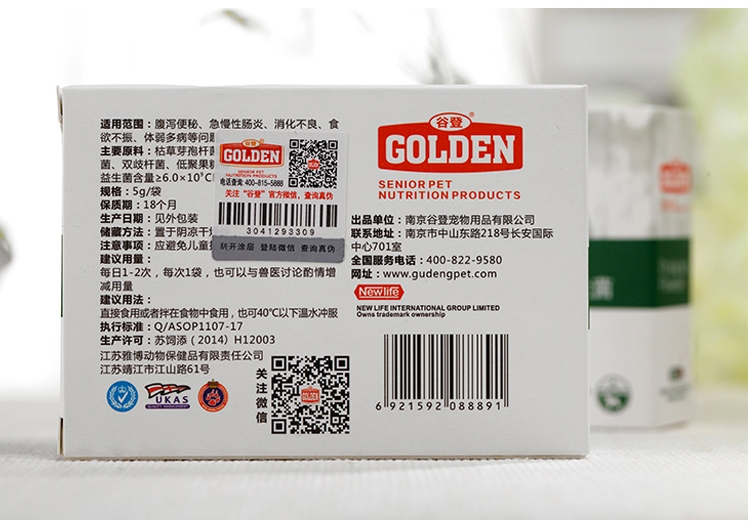 适用范围：腹泻便秘、急慢性肠炎、消化不良、食
欲不振、体弱多病等问
主要原料：枯草芽孢杆菌
菌、双歧杆菌、低聚果糖
益生菌含量≥6.0×10⁶C
规格：5g/袋
保质期：18个月
生产日期：见外包装
储藏方法：置于阴凉干
注意事项：应避免儿童
建议用量：
每日1-2次，每次1袋，也可以与兽医讨论酌情增
减用量
建议用法：
直接食用或者拌在食物中食用，也可40℃以下温水冲服
执行标准：Q/ASOP1107-17
生产许可：苏饲添（2014）H12003
江苏雅博动物保健品有限责任公司
江苏靖江市江山路61号
UKAS
QUALITY MANAGEMENT
关注微信
GOLDEN
谷登
GOLDEN
SENIOR PET
NUTRITION PRODUCTS
电话查询:400-815-5888
关注“谷登”官方微信，查询真伪
3041293309
刮开涂层 登陆微信 查询真伪
谷登®
GOLDEN
SENIOR PET
NUTRITION PRODUCTS
出品单位：南京谷登宠物用品有限公司
联系地址：南京市中山东路218号长安国际
中心701室
全国服务电话：400-822-9580
网址：www.gudengpet.com
Newlife
NEW LIFE INTERNATIONAL GROUP LIMITED
Owns trademark ownership
6 921592 088891